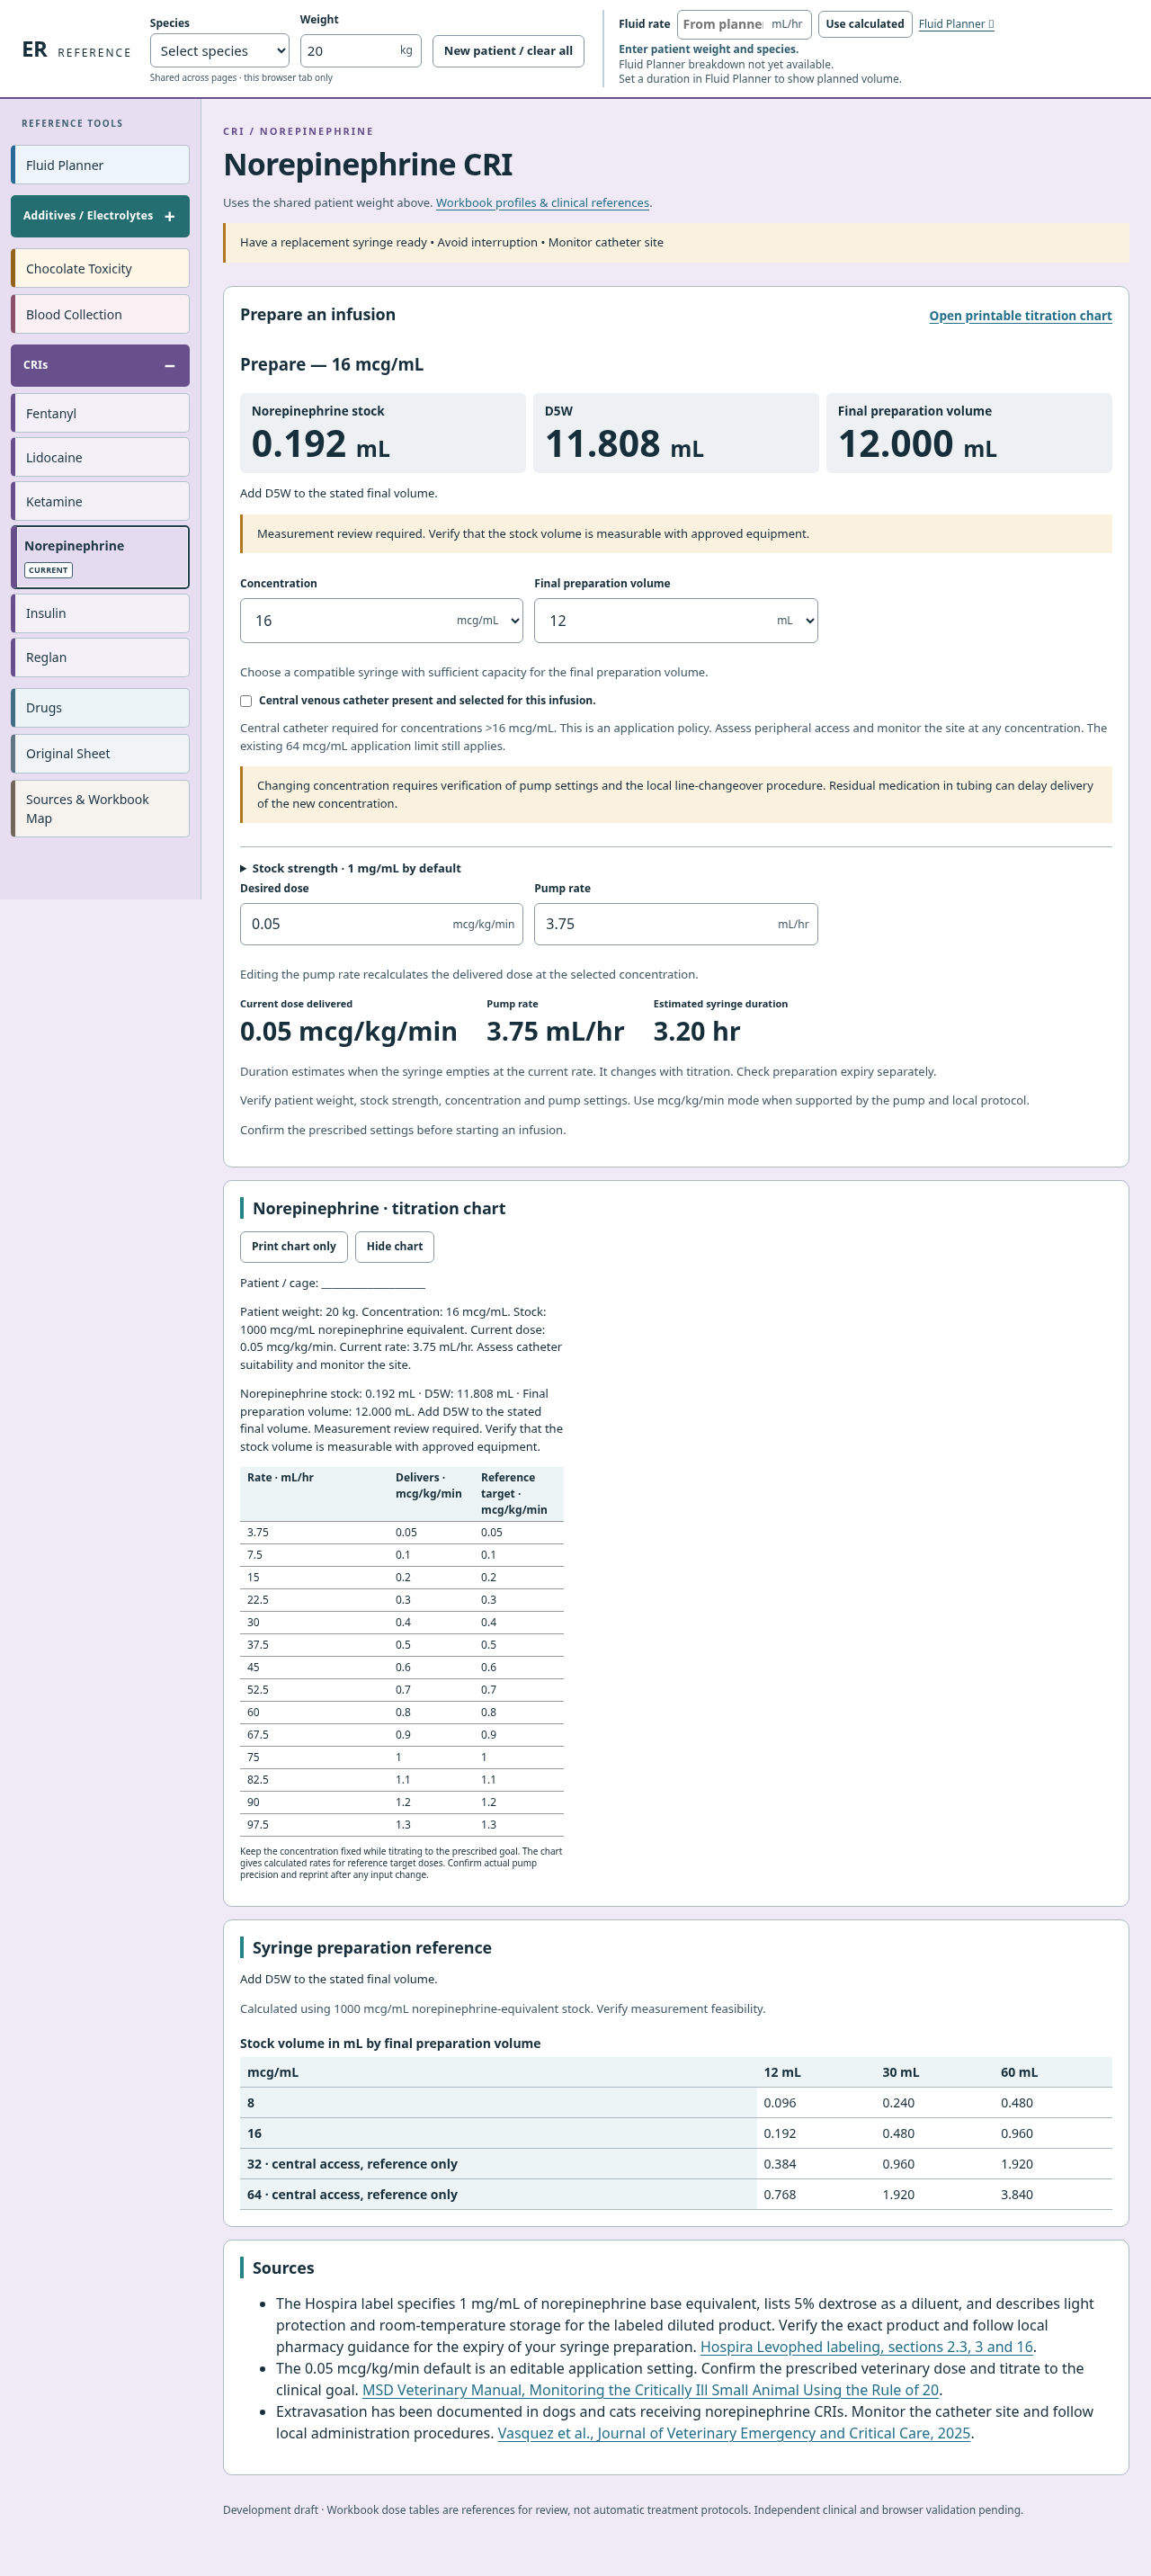 ER REFERENCE
Species
Select species
Shared across pages · this browser tab only
Weight
20 kg
New patient / clear all
Fluid rate From planne mL/hr Use calculated Fluid Planner
Enter patient weight and species.
Fluid Planner breakdown not yet available.
Set a duration in Fluid Planner to show planned volume.
REFERENCE TOOLS
Fluid Planner
Additives / Electrolytes +
Chocolate Toxicity
Blood Collection
CRIs −
Fentanyl
Lidocaine
Ketamine
Norepinephrine
CURRENT
Insulin
Reglan
Drugs
Original Sheet
Sources & Workbook
Map
CRI / NOREPINEPHRINE
Norepinephrine CRI
Uses the shared patient weight above. Workbook profiles & clinical references.
Have a replacement syringe ready • Avoid interruption • Monitor catheter site
Prepare an infusion
Open printable titration chart
Prepare — 16 mcg/mL
Norepinephrine stock
0.192 mL
D5W
11.808 mL
Final preparation volume
12.000 mL
Add D5W to the stated final volume.
Measurement review required. Verify that the stock volume is measurable with approved equipment.
Concentration Final preparation volume
16 mcg/mL 12 mL
Choose a compatible syringe with sufficient capacity for the final preparation volume.
Central venous catheter present and selected for this infusion.
Central catheter required for concentrations >16 mcg/mL. This is an application policy. Assess peripheral access and monitor the site at any concentration. The
existing 64 mcg/mL application limit still applies.
Changing concentration requires verification of pump settings and the local line-changeover procedure. Residual medication in tubing can delay delivery
of the new concentration.
▶ Stock strength · 1 mg/mL by default
Desired dose Pump rate
0.05 mcg/kg/min 3.75 mL/hr
Editing the pump rate recalculates the delivered dose at the selected concentration.
Current dose delivered Pump rate Estimated syringe duration
0.05 mcg/kg/min 3.75 mL/hr 3.20 hr
Duration estimates when the syringe empties at the current rate. It changes with titration. Check preparation expiry separately.
Verify patient weight, stock strength, concentration and pump settings. Use mcg/kg/min mode when supported by the pump and local protocol.
Confirm the prescribed settings before starting an infusion.
Norepinephrine · titration chart
Print chart only Hide chart
Patient / cage: __________________
Patient weight: 20 kg. Concentration: 16 mcg/mL. Stock:
1000 mcg/mL norepinephrine equivalent. Current dose:
0.05 mcg/kg/min. Current rate: 3.75 mL/hr. Assess catheter
suitability and monitor the site.
Norepinephrine stock: 0.192 mL · D5W: 11.808 mL · Final
preparation volume: 12.000 mL. Add D5W to the stated
final volume. Measurement review required. Verify that the
stock volume is measurable with approved equipment.
Rate · mL/hr Delivers · Reference
mcg/kg/min target ·
mcg/kg/min
3.75 0.05 0.05
7.5 0.1 0.1
15 0.2 0.2
22.5 0.3 0.3
30 0.4 0.4
37.5 0.5 0.5
45 0.6 0.6
52.5 0.7 0.7
60 0.8 0.8
67.5 0.9 0.9
75 1 1
82.5 1.1 1.1
90 1.2 1.2
97.5 1.3 1.3
Keep the concentration fixed while titrating to the prescribed goal. The chart
gives calculated rates for reference target doses. Confirm actual pump
precision and reprint after any input change.
Syringe preparation reference
Add D5W to the stated final volume.
Calculated using 1000 mcg/mL norepinephrine-equivalent stock. Verify measurement feasibility.
Stock volume in mL by final preparation volume
mcg/mL 12 mL 30 mL 60 mL
8 0.096 0.240 0.480
16 0.192 0.480 0.960
32 · central access, reference only 0.384 0.960 1.920
64 · central access, reference only 0.768 1.920 3.840
Sources
• The Hospira label specifies 1 mg/mL of norepinephrine base equivalent, lists 5% dextrose as a diluent, and describes light
protection and room-temperature storage for the labeled diluted product. Verify the exact product and follow local
pharmacy guidance for the expiry of your syringe preparation. Hospira Levophed labeling, sections 2.3, 3 and 16.
• The 0.05 mcg/kg/min default is an editable application setting. Confirm the prescribed veterinary dose and titrate to the
clinical goal. MSD Veterinary Manual, Monitoring the Critically Ill Small Animal Using the Rule of 20.
• Extravasation has been documented in dogs and cats receiving norepinephrine CRIs. Monitor the catheter site and follow
local administration procedures. Vasquez et al., Journal of Veterinary Emergency and Critical Care, 2025.
Development draft · Workbook dose tables are references for review, not automatic treatment protocols. Independent clinical and browser validation pending.